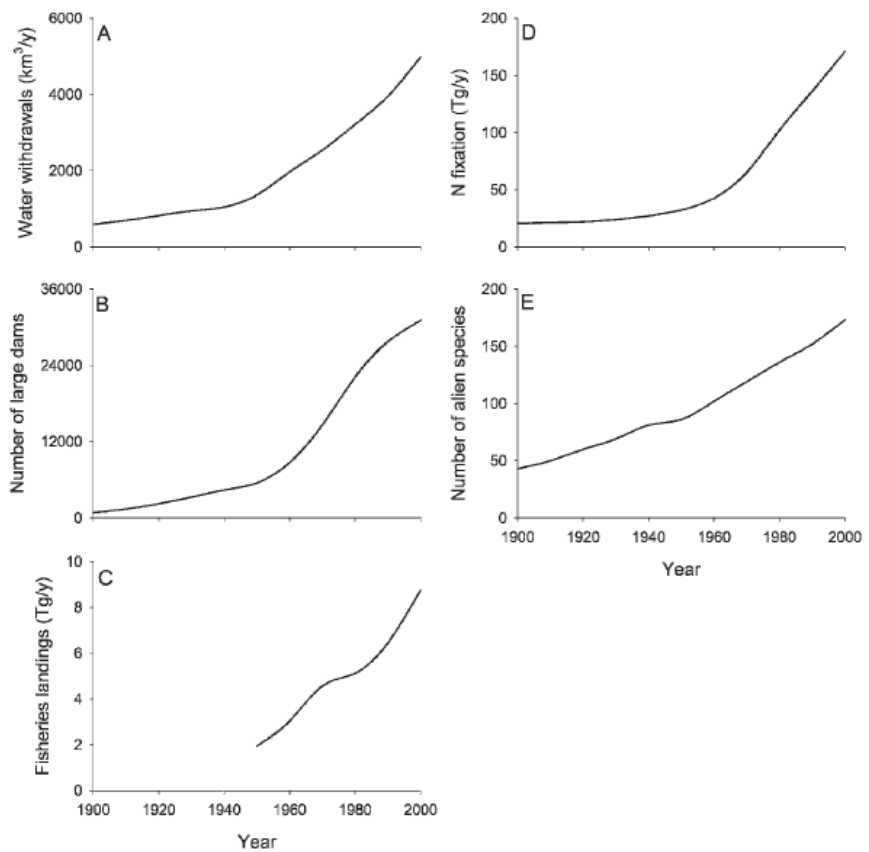 A
Water withdrawals (km³/y)
6000
4000
2000
0
B
Number of large dams
36000
24000
12000
0
C
Fisheries landings (Tg/y)
10
8
6
4
2
0
1900 1920 1940 1960 1980 2000
Year
D
N fixation (Tg/y)
200
150
100
50
0
E
Number of alien species
200
150
100
50
0
1900 1920 1940 1960 1980 2000
Year